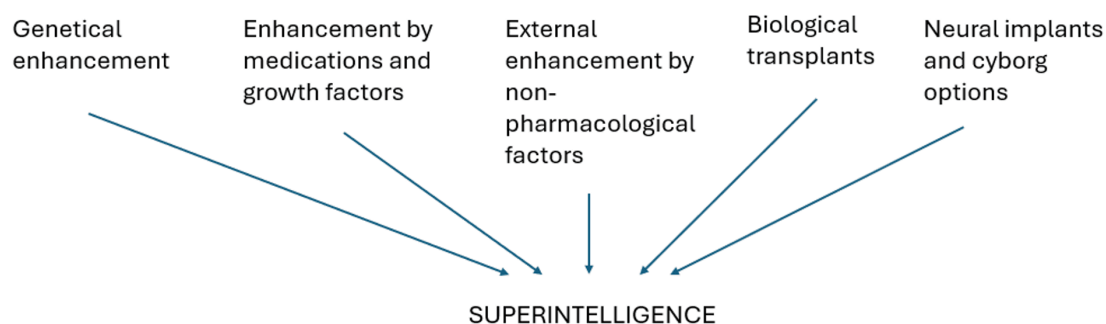 Genetical
enhancement
Enhancement by
medications and
growth factors
External
enhancement by
non-
pharmacological
factors
Biological
transplants
Neural implants
and cyborg
options
SUPERINTELLIGENCE